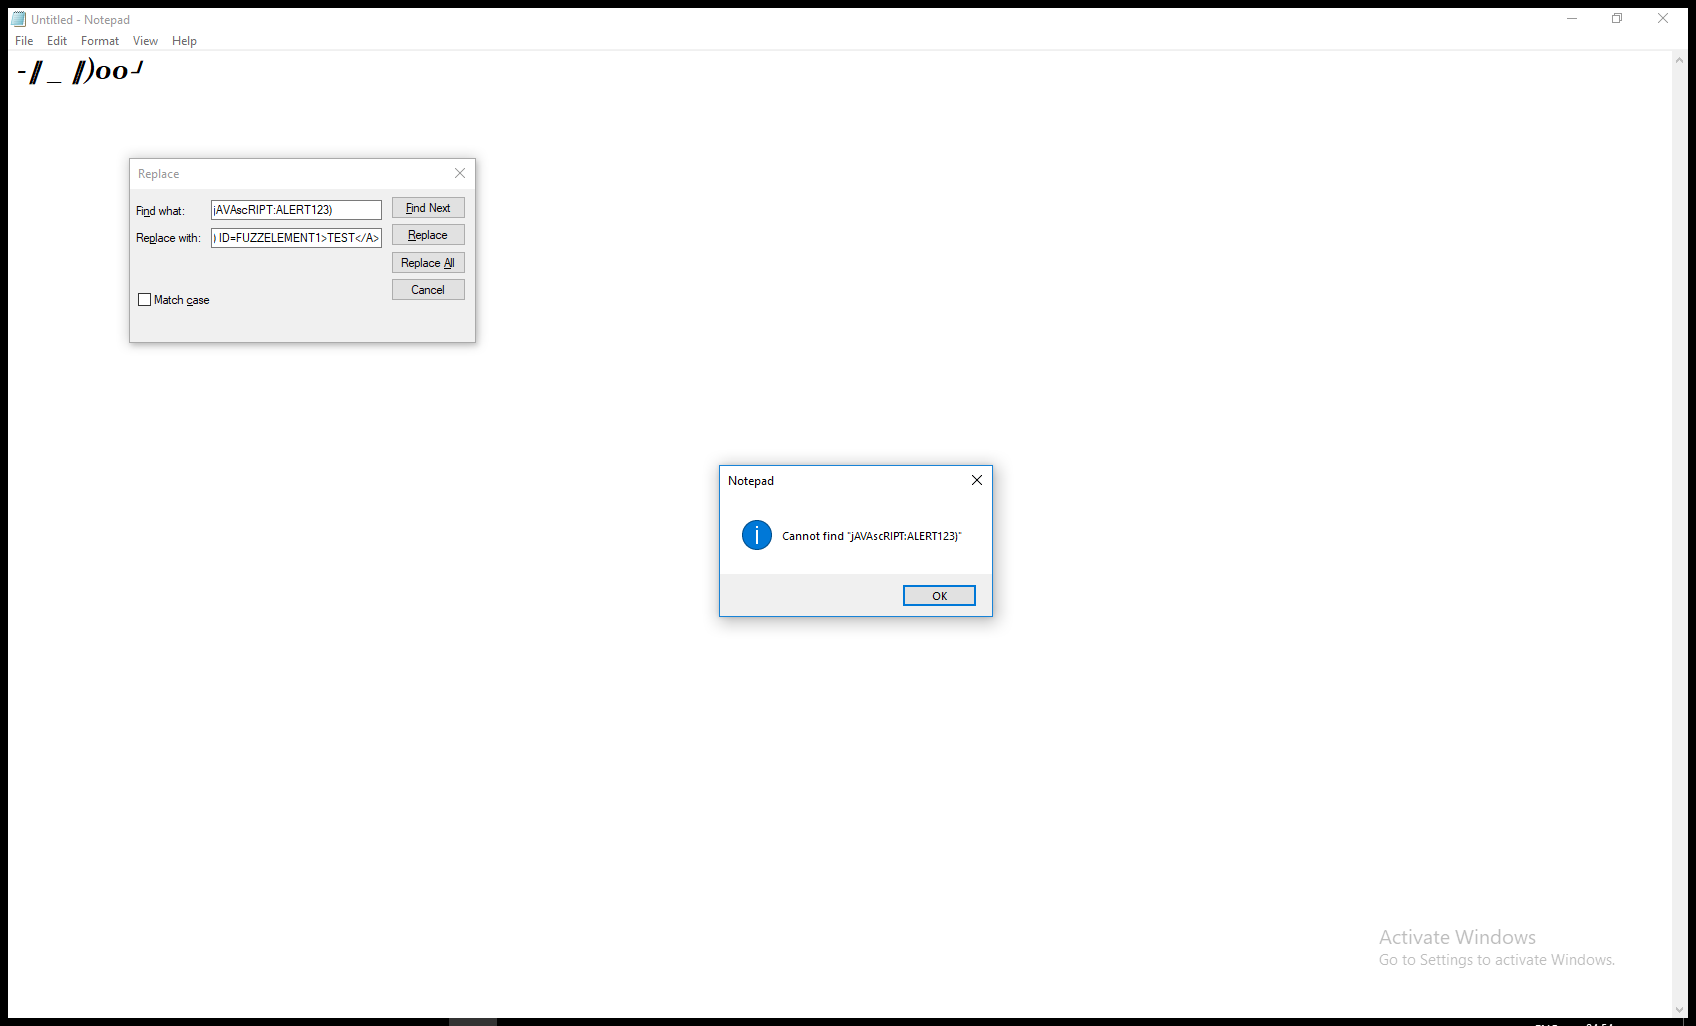 Untitled - Notepad
File Edit Format View Help
Replace
Find what: jAVAscRIPT:ALERT123) Find Next
Replace with: ) ID=FUZZELEMENT1>TEST</A> Replace
Replace All
Cancel
Match case
Notepad
Cannot find "jAVAscRIPT:ALERT123)"
OK
Activate Windows
Go to Settings to activate Windows.